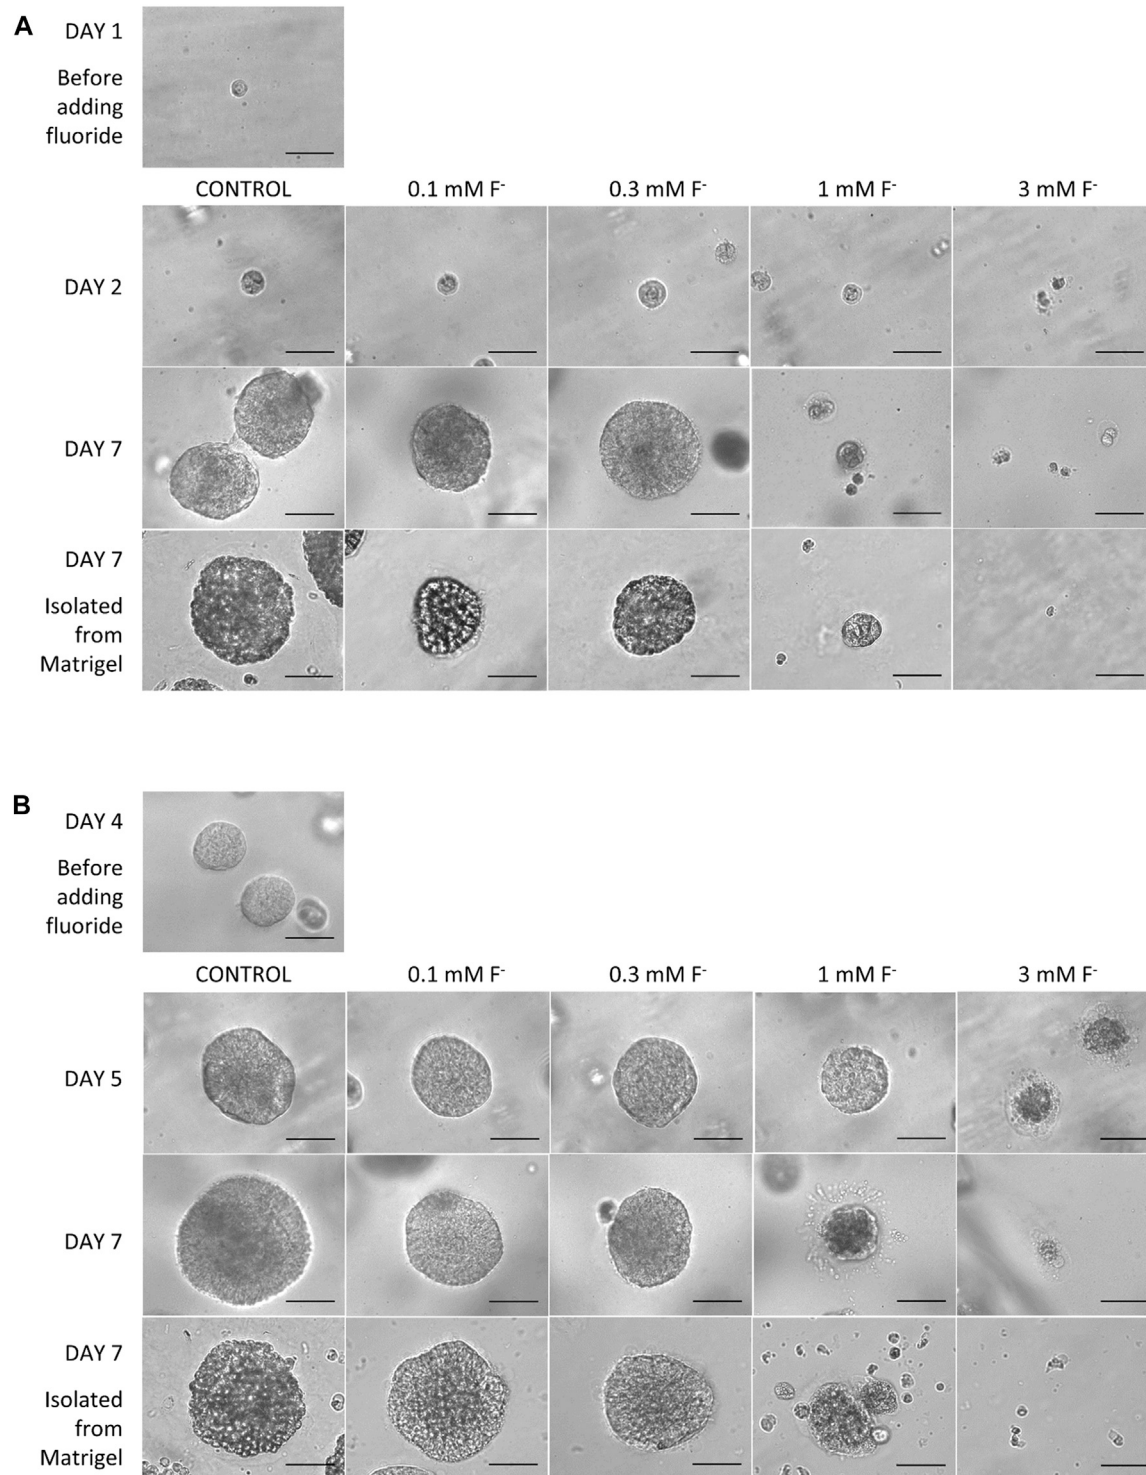 A
DAY 1
Before
adding
fluoride
CONTROL
0.1 mM F⁻
0.3 mM F⁻
1 mM F⁻
3 mM F⁻
DAY 2
DAY 7
DAY 7
Isolated
from
Matrigel
B
DAY 4
Before
adding
fluoride
CONTROL
0.1 mM F⁻
0.3 mM F⁻
1 mM F⁻
3 mM F⁻
DAY 5
DAY 7
DAY 7
Isolated
from
Matrigel